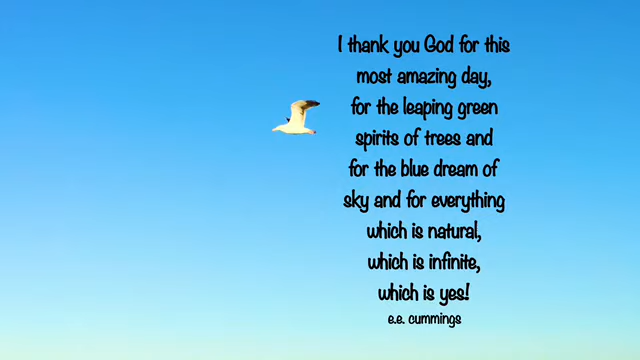 I thank you God for this
most amazing day,
for the leaping green
spirits of trees and
for the blue dream of
sky and for everything
which is natural,
which is infinite,
which is yes!
e.e. cummings